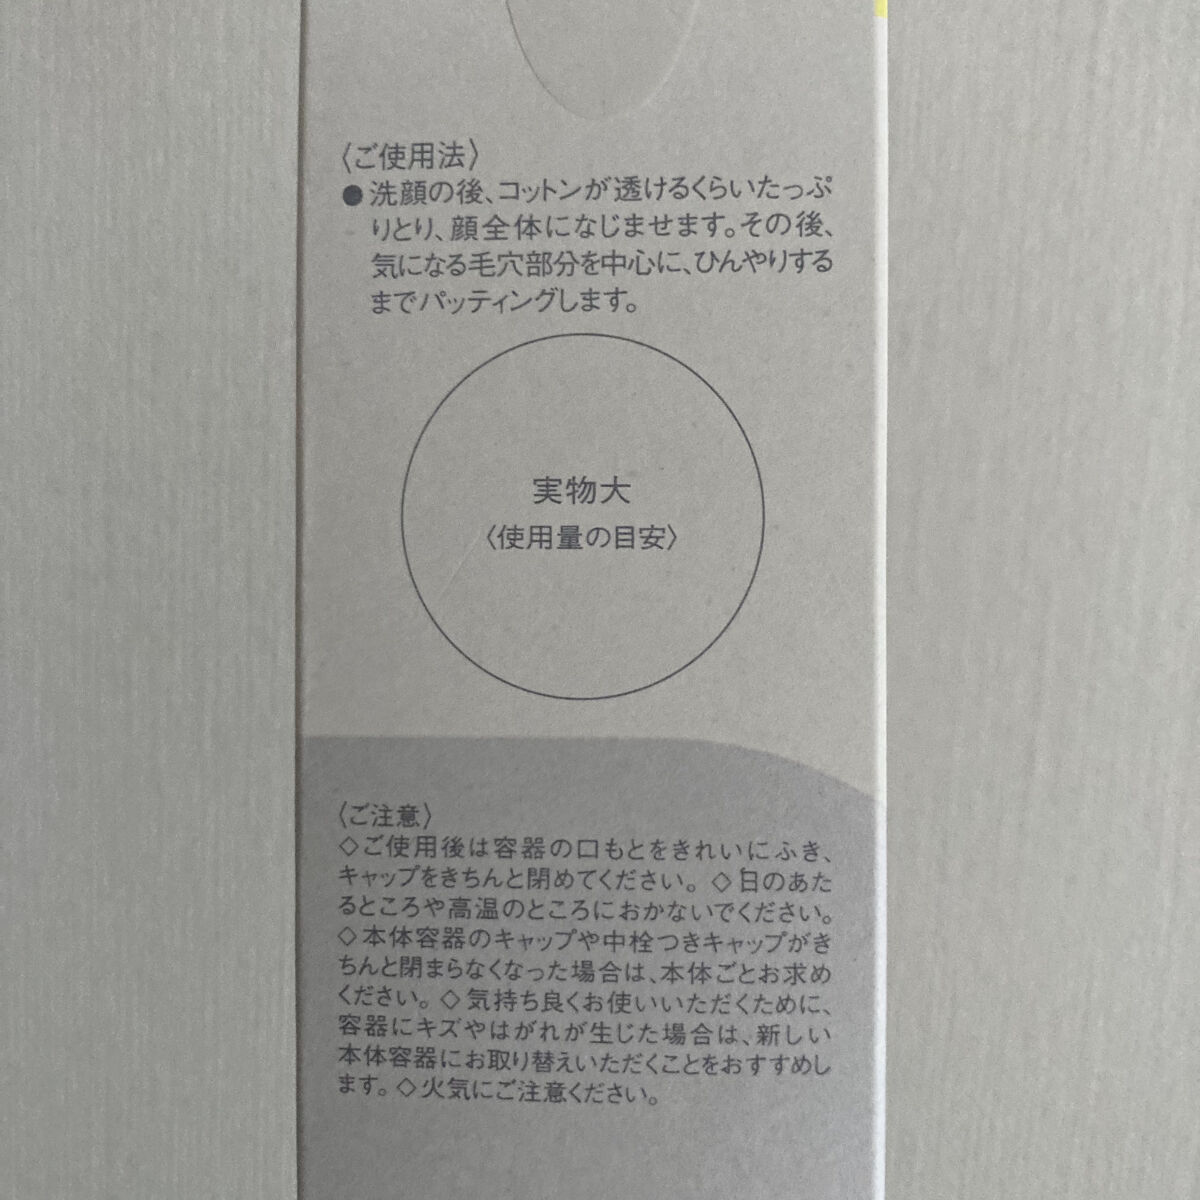 〈ご使用法〉
●洗顔の後、コットンが透けるくらいたっぷ
りとり、顔全体になじませます。その後、
気になる毛穴部分を中心に、ひんやりする
までパッティングします。
実物大
〈使用量の目安〉
〈ご注意〉
◇ご使用後は容器の口もとをきれいにふき、
キャップをきちんと閉めてください。◇日のあた
るところや高温のところにおかないでください。
◇本体容器のキャップや中栓つきキャップがき
ちんと閉まらなくなった場合は、本体ごとお求め
ください。◇気持ち良くお使いいただくために、
容器にキズやはがれが生じた場合は、新しい
本体容器にお取り替えいただくことをおすすめし
ます。◇火気にご注意ください。